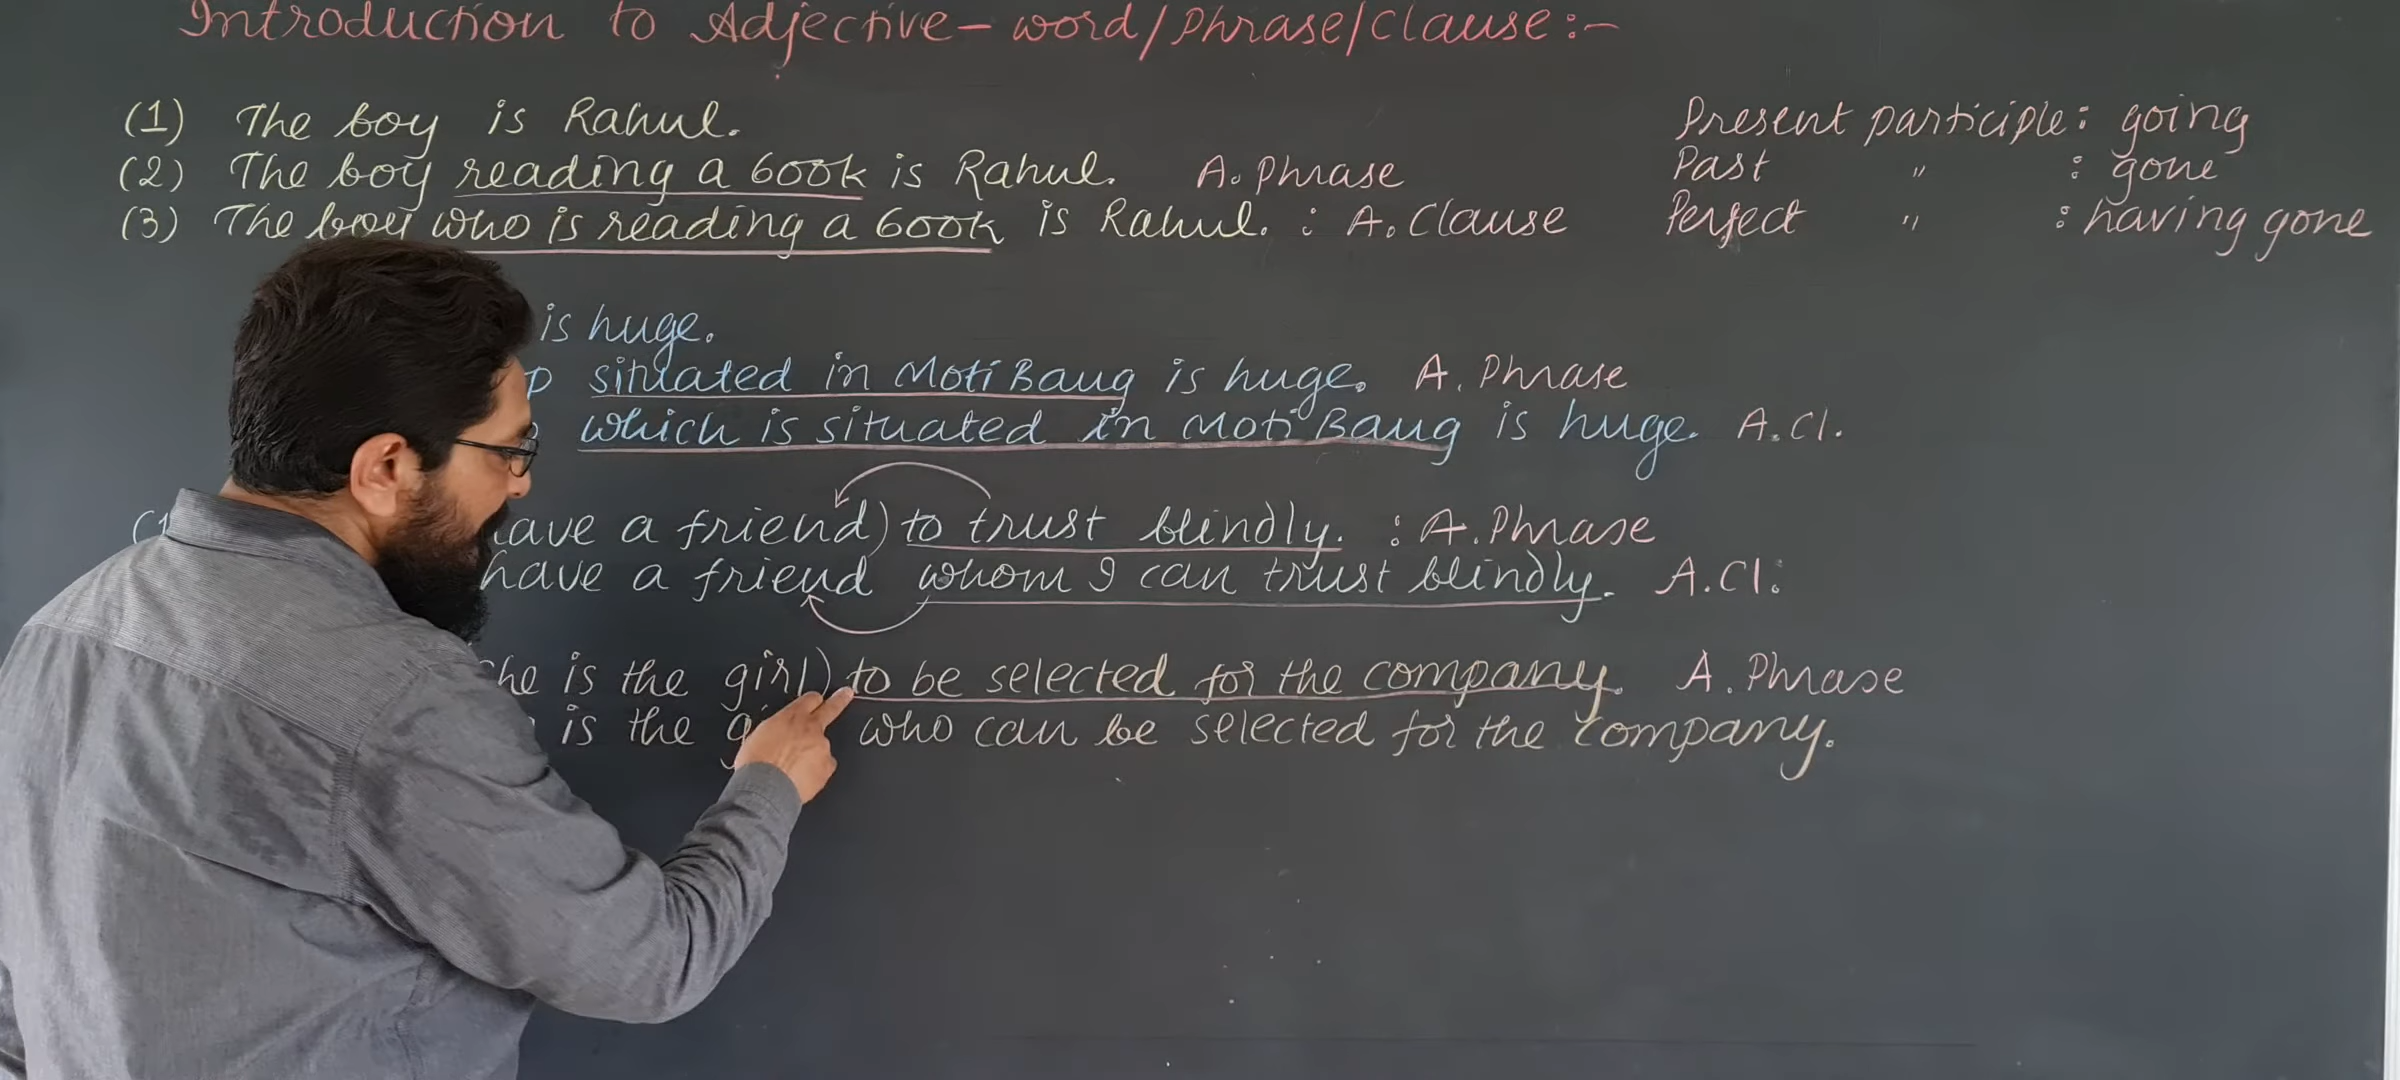 Introduction to Adjective - word/Phrase/Clause :-
(1) The boy is Rahul.
(2) The boy reading a book is Rahul. A. Phrase
(3) The boy who is reading a book is Rahul. : A. Clause
Present participle : going
Past " : gone
Perfect " : having gone
is huge.
situated in Moti Baug is huge. A. Phrase
which is situated in Moti Baug is huge. A.Cl.
have a friend) to trust blindly. : A. Phrase
have a friend whom I can trust blindly. A.Cl:
She is the girl) to be selected for the company. A. Phrase
is the who can be selected for the company.